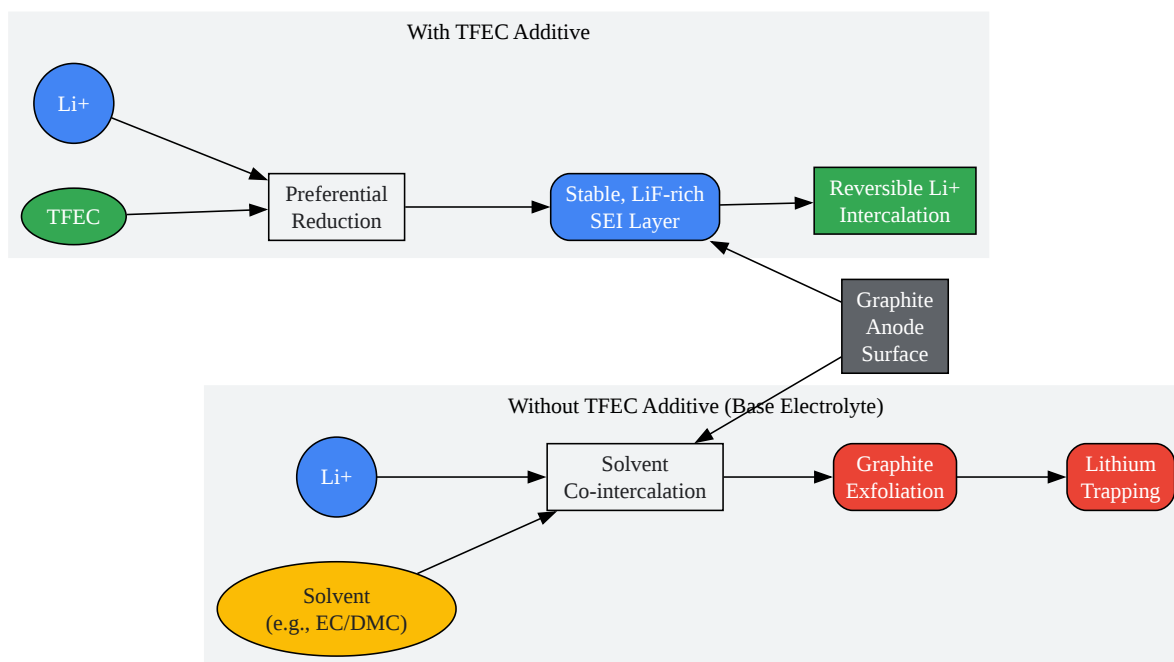 With TFEC Additive
Li+
TFEC
Preferential
Reduction
Stable, LiF-rich
SEI Layer
Reversible Li+
Intercalation
Graphite
Anode
Surface
Without TFEC Additive (Base Electrolyte)
Li+
Solvent
(e.g., EC/DMC)
Solvent
Co-intercalation
Graphite
Exfoliation
Lithium
Trapping